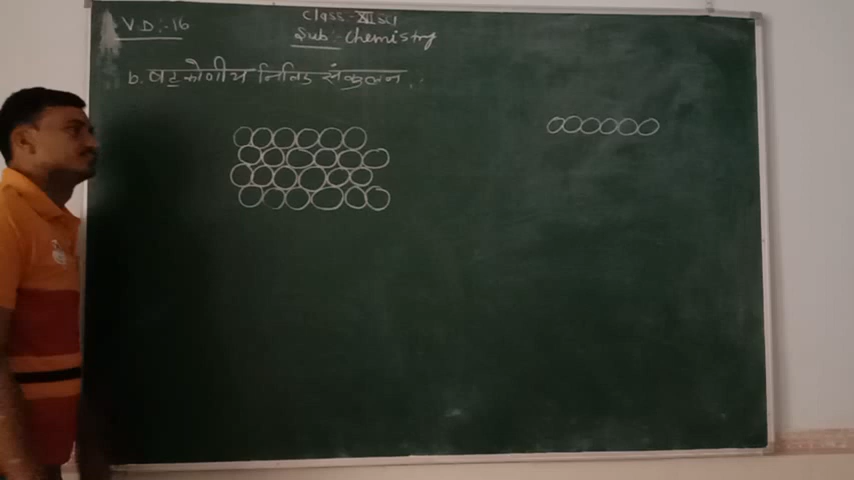 V.D:-16
Class-XII sci
Sub:- Chemistry
b. षट्कोणीय निविड संकुलन :-